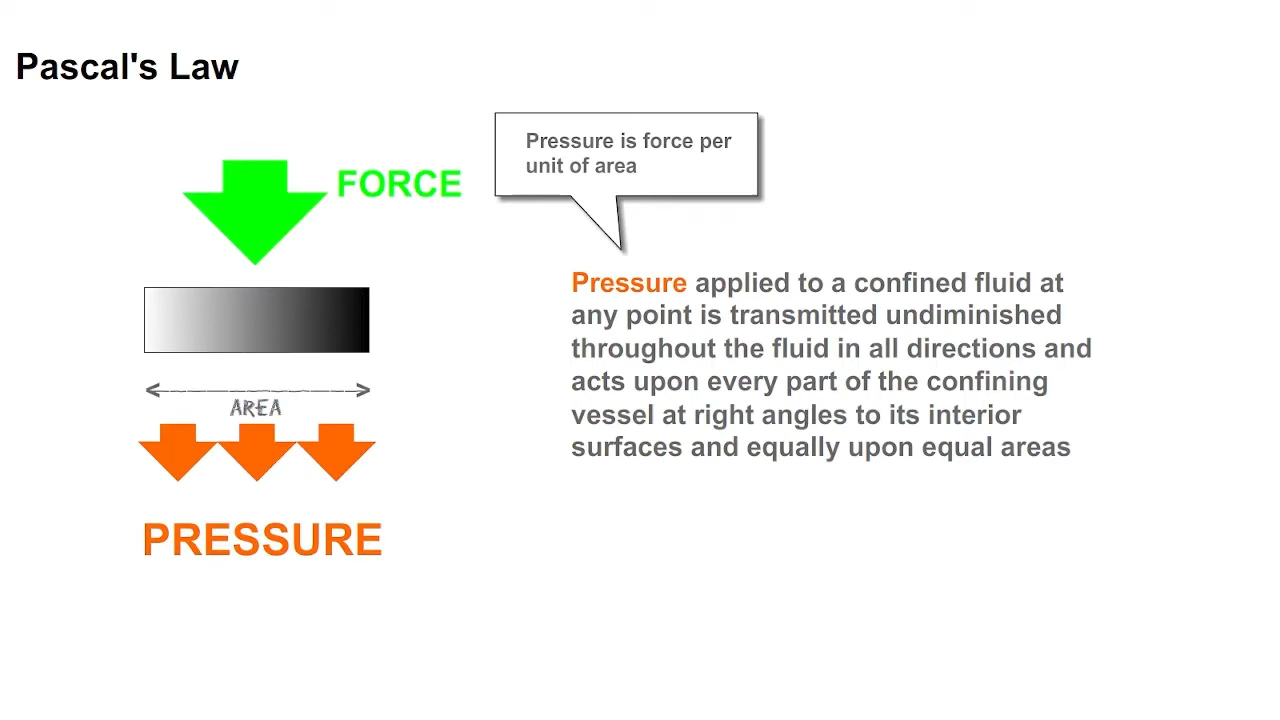 Pascal's Law
FORCE
Pressure is force per
unit of area
Pressure applied to a confined fluid at
any point is transmitted undiminished
throughout the fluid in all directions and
acts upon every part of the confining
vessel at right angles to its interior
surfaces and equally upon equal areas
AREA
PRESSURE